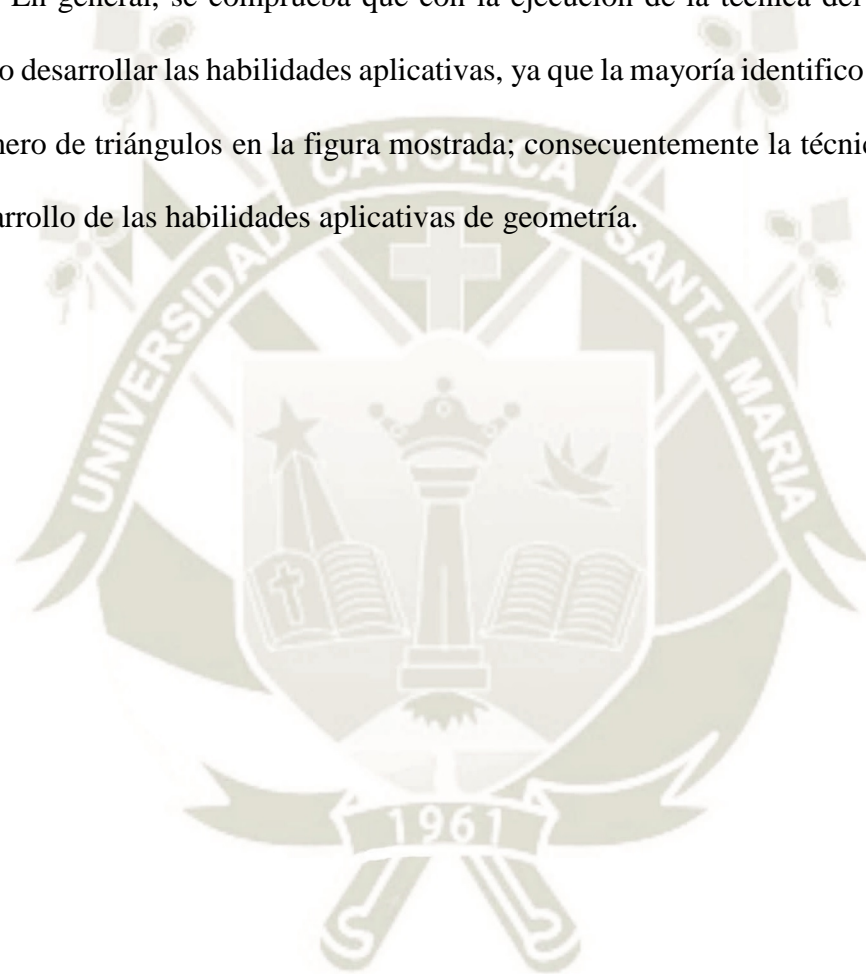 En general, se comprueba que con la ejecución de la técnica del
o desarrollar las habilidades aplicativas, ya que la mayoría identifico
nero de triángulos en la figura mostrada; consecuentemente la técnic
arrollo de las habilidades aplicativas de geometría.
UNIVERSIDAD CATOLICA SANTA MARIA
1961